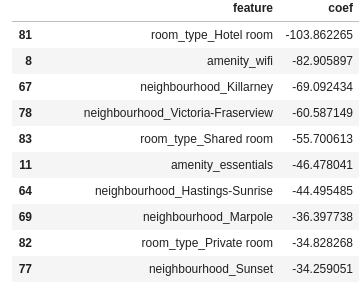 feature coef
81 room_type_Hotel room -103.862265
8 amenity_wifi -82.905897
67 neighbourhood_Killarney -69.092434
78 neighbourhood_Victoria-Fraserview -60.587149
83 room_type_Shared room -55.700613
11 amenity_essentials -46.478041
64 neighbourhood_Hastings-Sunrise -44.495485
69 neighbourhood_Marpole -36.397738
82 room_type_Private room -34.828268
77 neighbourhood_Sunset -34.259051